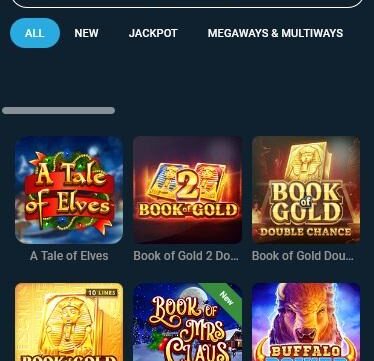 ALL NEW JACKPOT MEGAWAYS & MULTIWAYS
A Tale
of Elves
2
BOOK of GOLD
BOOK
of
GOLD
DOUBLE CHANCE
A Tale of Elves
Book of Gold 2 Do...
Book of Gold Dou...
10 LINES
BOOK of GOLD
New
BOOK of
MRS
CLAUS
BUFFALO